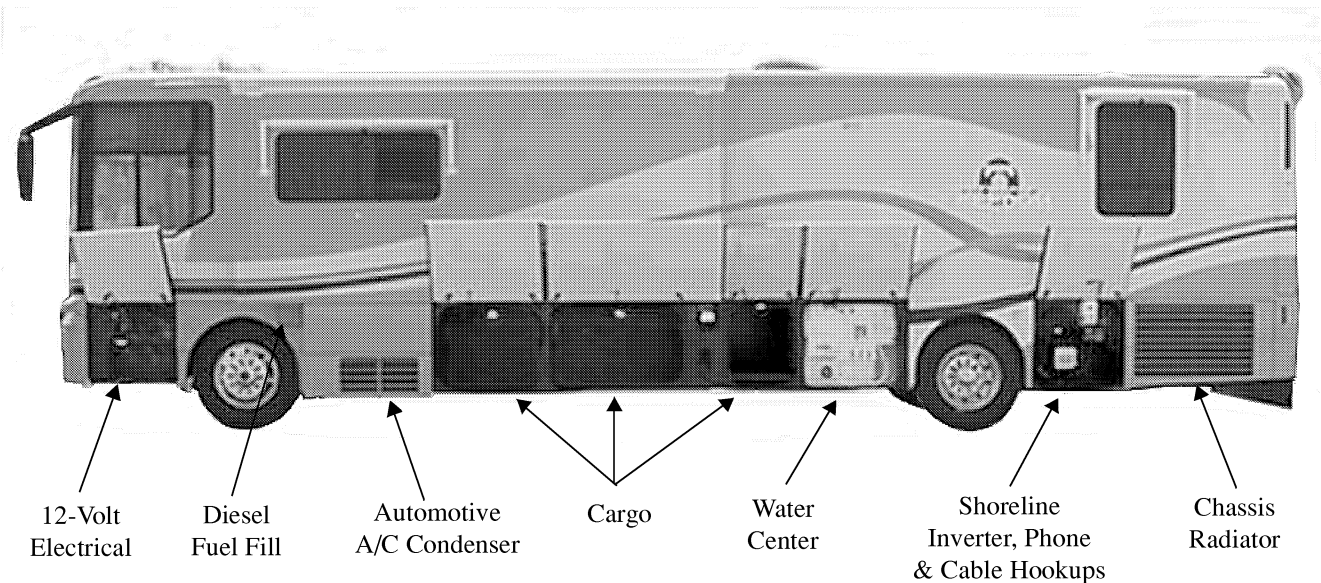 12-Volt
Electrical
Diesel
Fuel Fill
Automotive
A/C Condenser
Cargo
Water
Center
Shoreline
Inverter, Phone
& Cable Hookups
Chassis
Radiator